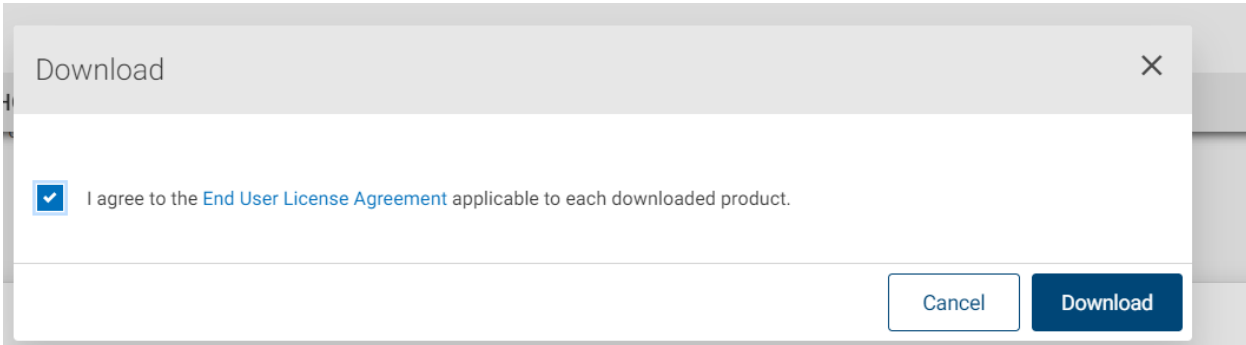 Download
I agree to the End User License Agreement applicable to each downloaded product.
Cancel
Download